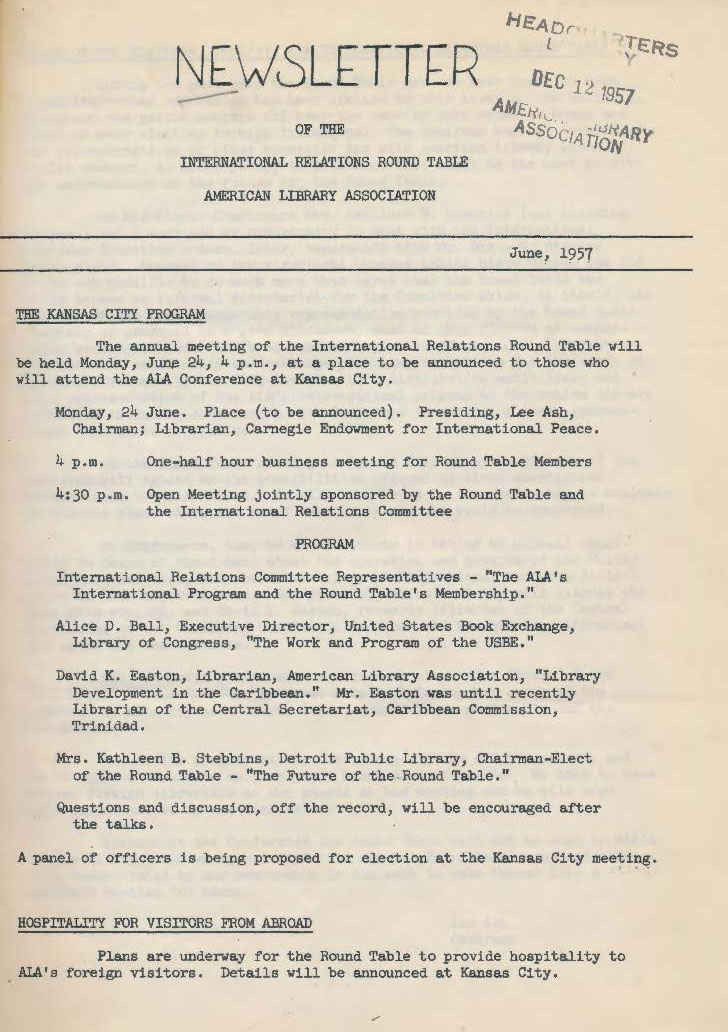 HEADQUARTERS
NEWSLETTER
DEC 12 1957
AMERI LIBRARY
ASSOCIATION
OF THE
INTERNATIONAL RELATIONS ROUND TABLE
AMERICAN LIBRARY ASSOCIATION
June, 1957
THE KANSAS CITY PROGRAM
The annual meeting of the International Relations Round Table will
be held Monday, June 24, 4 p.m., at a place to be announced to those who
will attend the ALA Conference at Kansas City.
Monday, 24 June. Place (to be announced). Presiding, Lee Ash,
Chairman; Librarian, Carnegie Endowment for International Peace.
4 p.m. One-half hour business meeting for Round Table Members
4:30 p.m. Open Meeting jointly sponsored by the Round Table and
the International Relations Committee
PROGRAM
International Relations Committee Representatives - "The ALA's
International Program and the Round Table's Membership."
Alice D. Ball, Executive Director, United States Book Exchange,
Library of Congress, "The Work and Program of the USBE."
David K. Easton, Librarian, American Library Association, "Library
Development in the Caribbean." Mr. Easton was until recently
Librarian of the Central Secretariat, Caribbean Commission,
Trinidad.
Mrs. Kathleen B. Stebbins, Detroit Public Library, Chairman-Elect
of the Round Table - "The Future of the Round Table."
Questions and discussion, off the record, will be encouraged after
the talks.
A panel of officers is being proposed for election at the Kansas City meeting.
HOSPITALITY FOR VISITORS FROM ABROAD
Plans are underway for the Round Table to provide hospitality to
ALA's foreign visitors. Details will be announced at Kansas City.